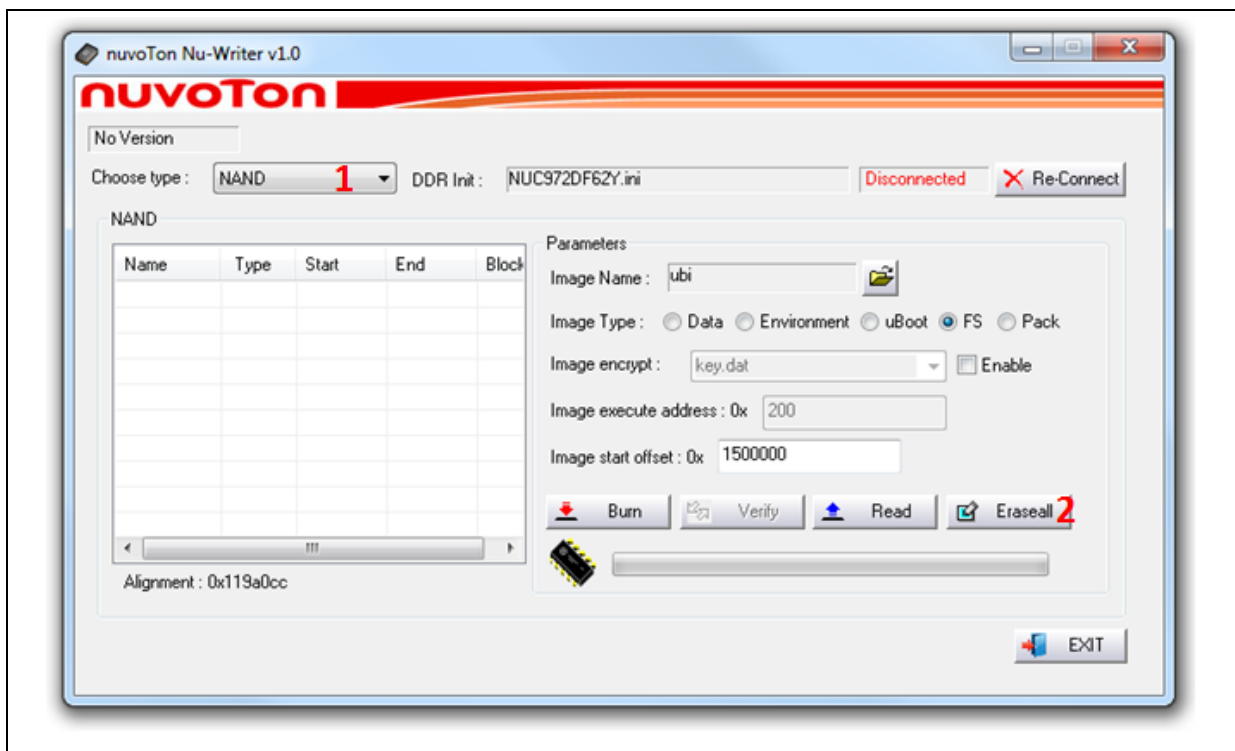 nuvoTon Nu-Writer v1.0
nuvoTon
No Version
Choose type : NAND 1 DDR Init : NUC972DF62Y.ini Disconnected Re-Connect
NAND
Name Type Start End Block
Alignment : 0x119a0cc
Parameters
Image Name : ubi
Image Type : Data Environment uBoot FS Pack
Image encrypt : key.dat Enable
Image execute address : 0x 200
Image start offset : 0x 1500000
Burn Verify Read Eraseall 2
EXIT